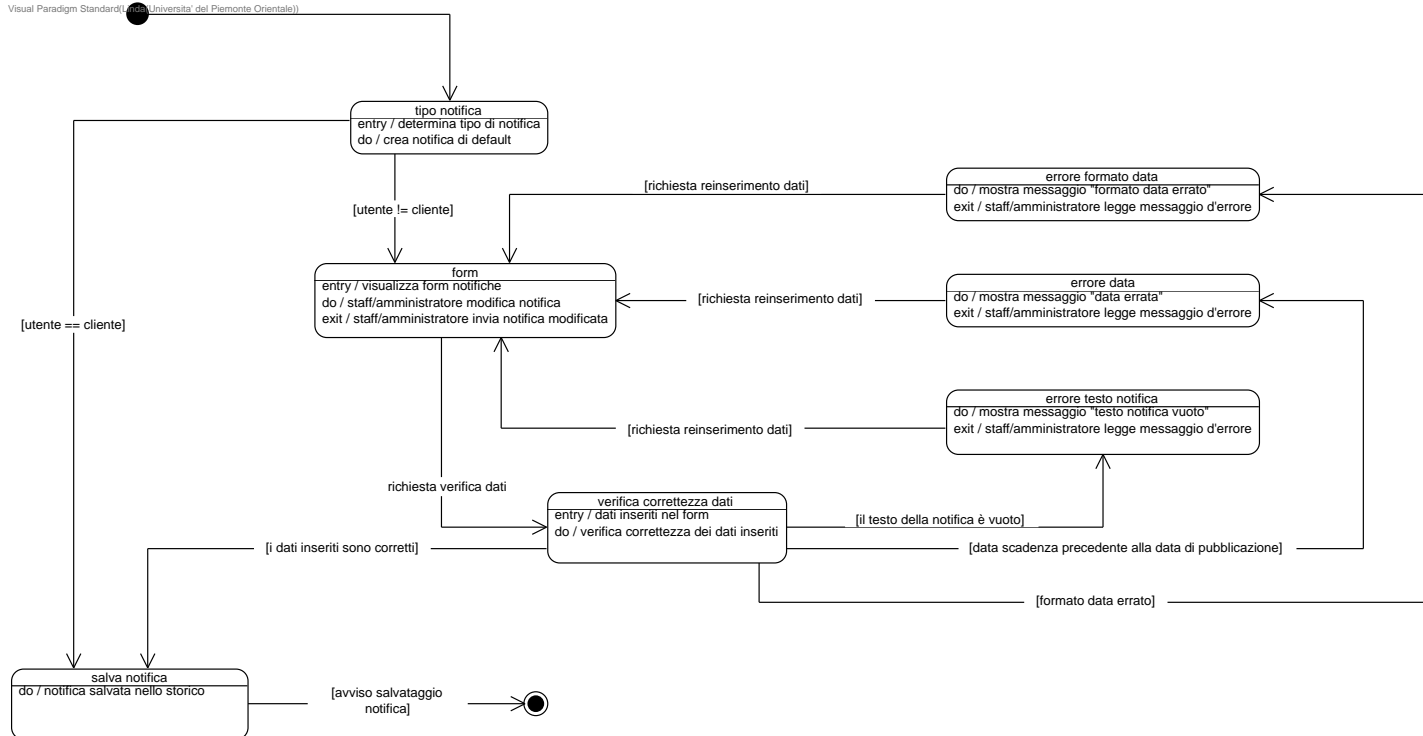 Visual Paradigm Standard(Linda(Universita' del Piemonte Orientale))
tipo notifica
entry / determina tipo di notifica
do / crea notifica di default
[utente != cliente]
[utente == cliente]
form
entry / visualizza form notifiche
do / staff/amministratore modifica notifica
exit / staff/amministratore invia notifica modificata
[richiesta reinserimento dati]
errore formato data
do / mostra messaggio "formato data errato"
exit / staff/amministratore legge messaggio d'errore
[richiesta reinserimento dati]
errore data
do / mostra messaggio "data errata"
exit / staff/amministratore legge messaggio d'errore
[richiesta reinserimento dati]
errore testo notifica
do / mostra messaggio "testo notifica vuoto"
exit / staff/amministratore legge messaggio d'errore
richiesta verifica dati
verifica correttezza dati
entry / dati inseriti nel form
do / verifica correttezza dei dati inseriti
[il testo della notifica è vuoto]
[i dati inseriti sono corretti]
[data scadenza precedente alla data di pubblicazione]
[formato data errato]
salva notifica
do / notifica salvata nello storico
[avviso salvataggio
notifica]